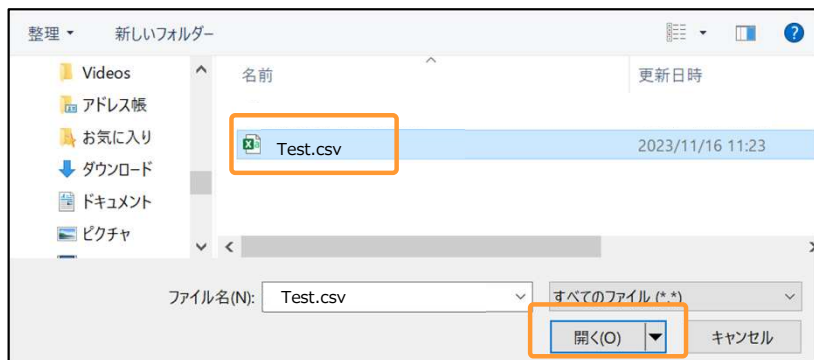 整理 新しいフォルダー
Videos
アドレス帳
お気に入り
ダウンロード
ドキュメント
ピクチャ
名前 更新日時
Test.csv 2023/11/16 11:23
ファイル名(N): Test.csv すべてのファイル (*.*)
開く(O) キャンセル